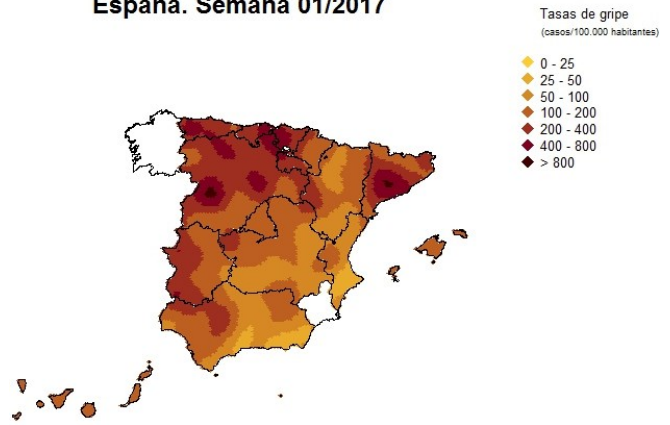 España. Semana 01/2017
Tasas de gripe
(casos/100.000 habitantes)
0 - 25
25 - 50
50 - 100
100 - 200
200 - 400
400 - 800
> 800